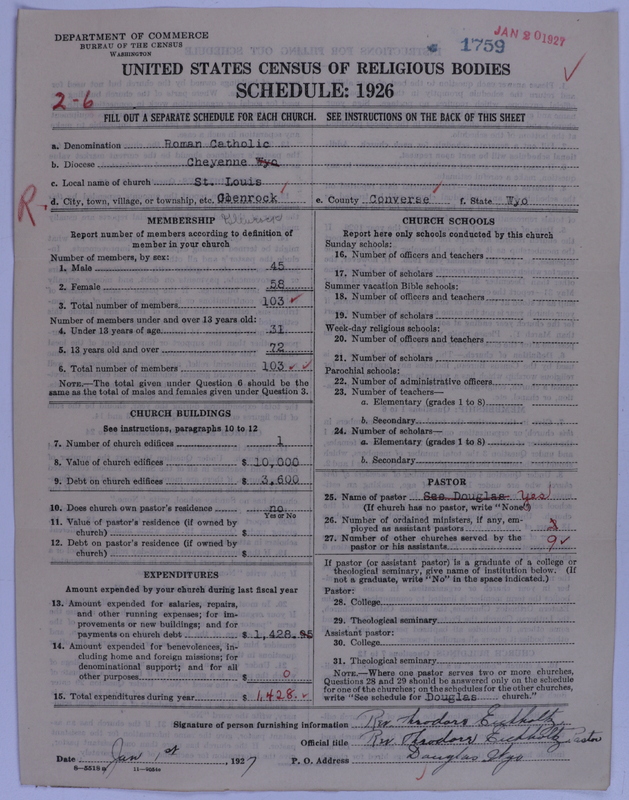 DEPARTMENT OF COMMERCE
BUREAU OF THE CENSUS
WASHINGTON
1759
JAN 20 1927
UNITED STATES CENSUS OF RELIGIOUS BODIES
SCHEDULE: 1926
2-6
FILL OUT A SEPARATE SCHEDULE FOR EACH CHURCH. SEE INSTRUCTIONS ON THE BACK OF THIS SHEET
a. Denomination Roman Catholic
b. Diocese Cheyenne Wyo
c. Local name of church St. Louis
R
d. City, town, village, or township, etc. Glenrock e. County Converse f. State Wyo
MEMBERSHIP
Report number of members according to definition of
member in your church
Number of members, by sex:
1. Male 45
2. Female 58
3. Total number of members 103
Number of members under and over 13 years old:
4. Under 13 years of age 31
5. 13 years old and over 72
6. Total number of members 103
NOTE.—The total given under Question 6 should be the
same as the total of males and females given under Question 3.
CHURCH BUILDINGS
See instructions, paragraphs 10 to 12
7. Number of church edifices 1
8. Value of church edifices $ 10,000
9. Debt on church edifices $ 3,600
10. Does church own pastor's residence no
Yes or No
11. Value of pastor's residence (if owned by
church) $
12. Debt on pastor's residence (if owned by
church) $
EXPENDITURES
Amount expended by your church during last fiscal year
13. Amount expended for salaries, repairs,
and other running expenses; for im-
provements or new buildings; and for
payments on church debt $ 1,428.
14. Amount expended for benevolences, in-
cluding home and foreign missions; for
denominational support; and for all
other purposes $ 0
15. Total expenditures during year $ 1,428.
CHURCH SCHOOLS
Report here only schools conducted by this church
Sunday schools:
16. Number of officers and teachers
17. Number of scholars
Summer vacation Bible schools:
18. Number of officers and teachers
19. Number of scholars
Week-day religious schools:
20. Number of officers and teachers
21. Number of scholars
Parochial schools:
22. Number of administrative officers
23. Number of teachers—
a. Elementary (grades 1 to 8)
b. Secondary
24. Number of scholars—
a. Elementary (grades 1 to 8)
b. Secondary
PASTOR
25. Name of pastor See Douglas Yes!
(If church has no pastor, write "None")
26. Number of ordained ministers, if any, em-
ployed as assistant pastors
27. Number of other churches served by the
pastor or his assistants 9
If pastor (or assistant pastor) is a graduate of a college or
theological seminary, give name of institution below. (If
not a graduate, write "No" in the space indicated.)
Pastor:
28. College
29. Theological seminary
Assistant pastor:
30. College
31. Theological seminary
NOTE.—Where one pastor serves two or more churches,
Questions 28 and 29 should be answered only on the schedule
for one of the churches; on the schedules for the other churches,
write "See schedule for Douglas church."
Signature of person furnishing information Rev. Theodore Eickholtz
Official title Rev. Theodore Eickholtz Pastor
Date Jan 1st, 1927 P. O. Address Douglas Wyo
8—5518a 11—9084a